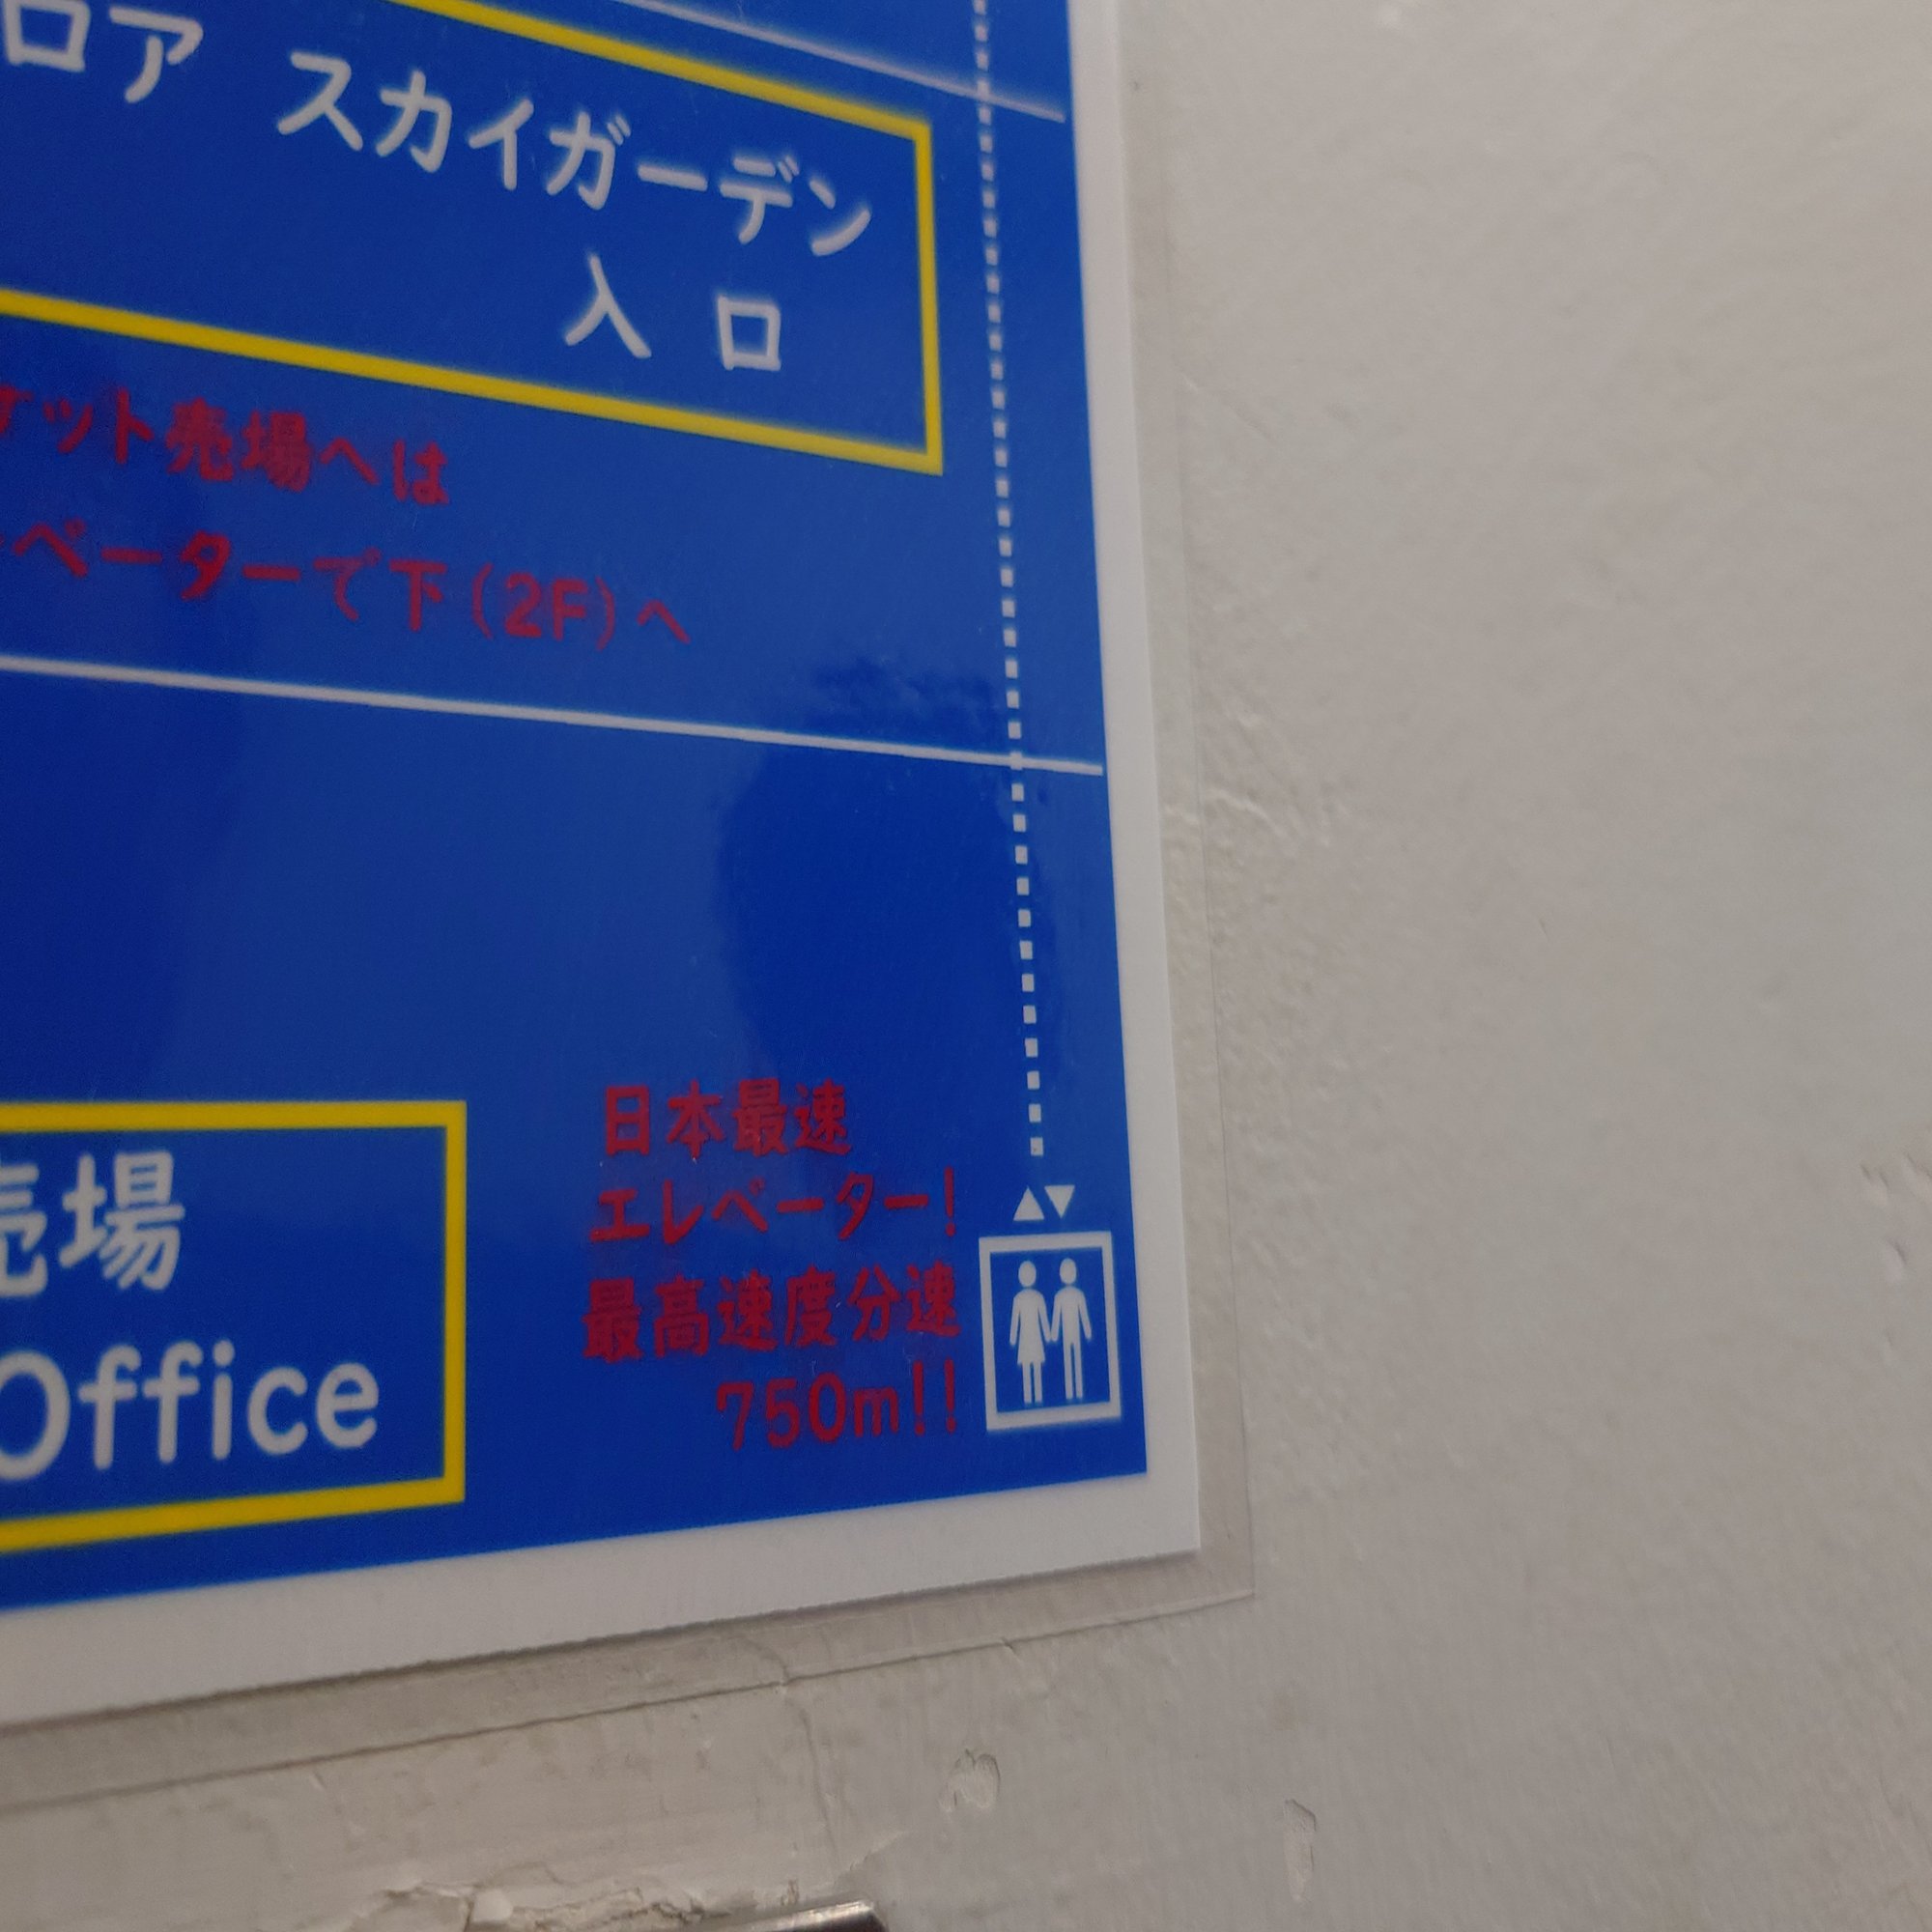 ロア スカイガーデン
入口
ケット売場へは
ベーターで下(2F)へ
日本最速
エレベーター!
最高速度分速
750m!!
売場
Office